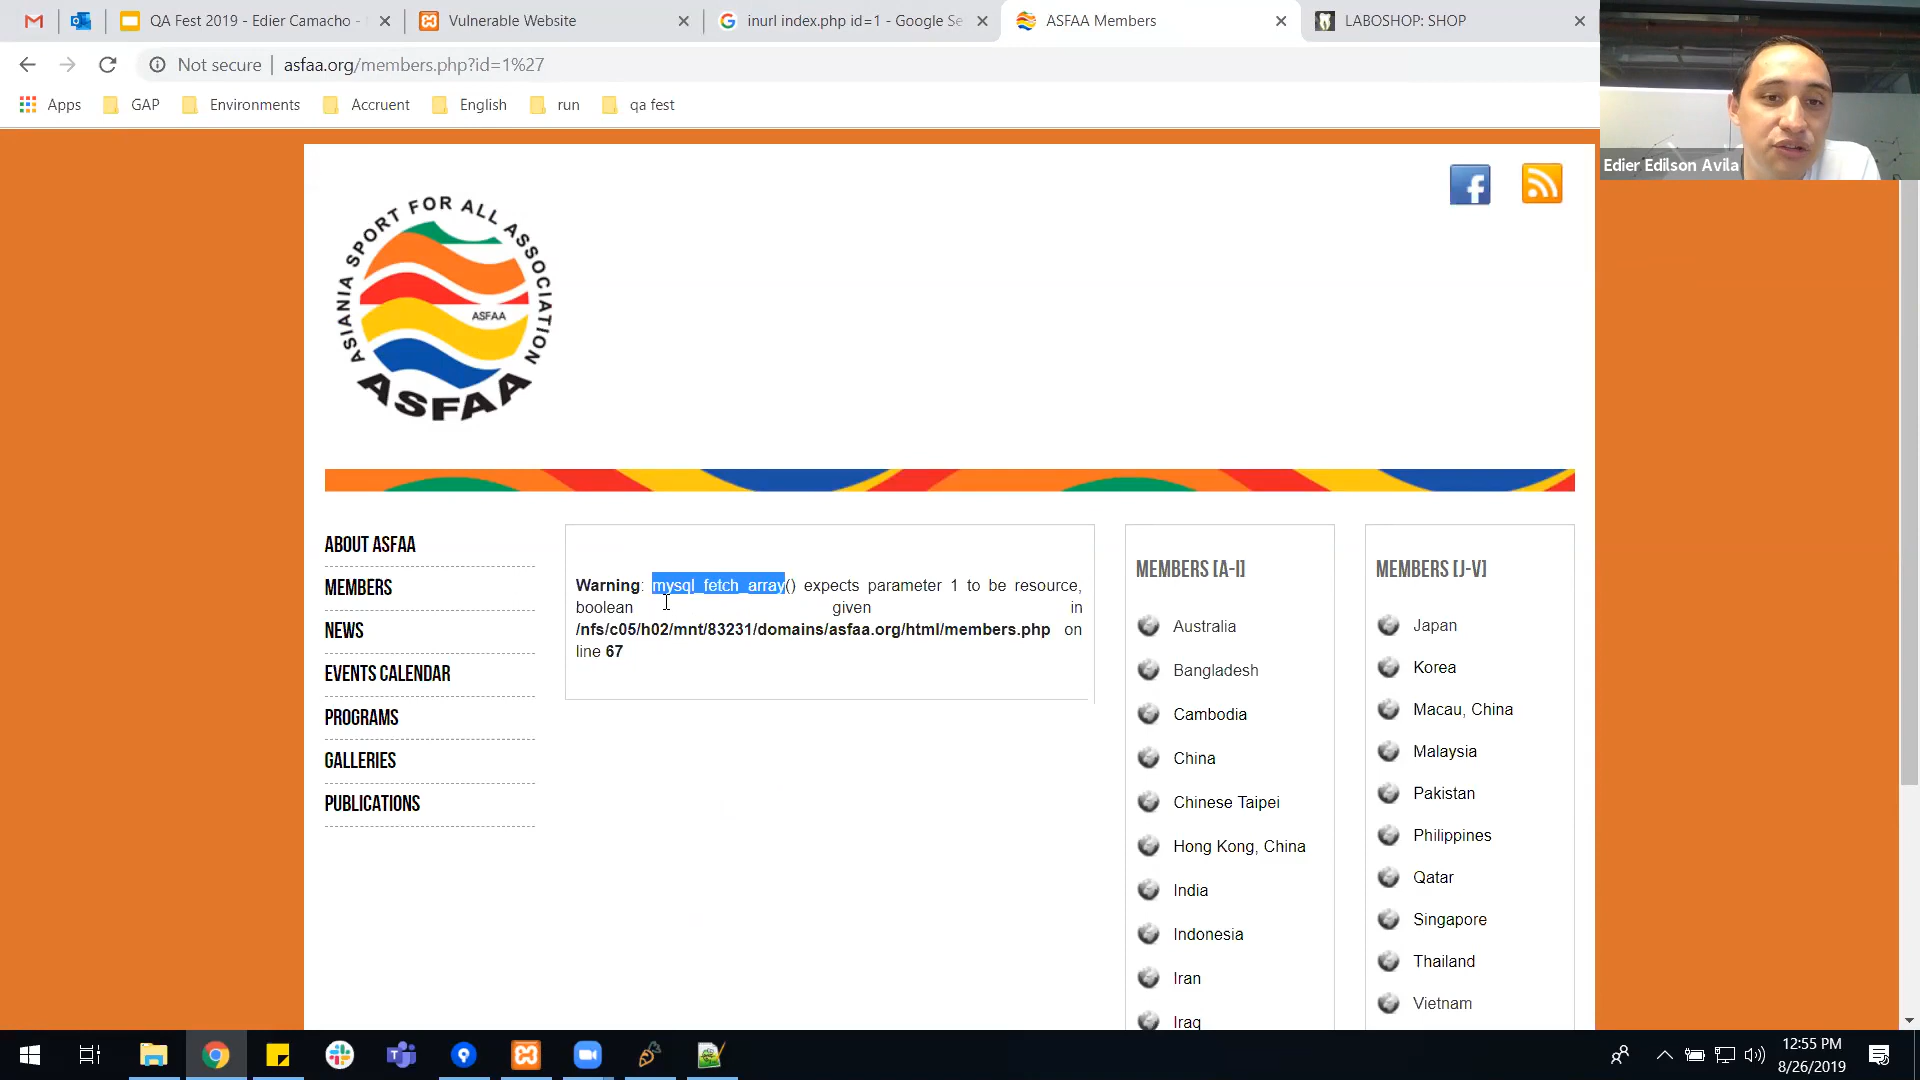 QA Fest 2019 - Edier Camacho -
Vulnerable Website
inurl index.php id=1 - Google Se
ASFAA Members
LABOSHOP: SHOP
Not secure
asfaa.org/members.php?id=1%27
Apps
GAP
Environments
Accruent
English
run
qa fest
Edier Edilson Avila
ASIANIA SPORT FOR ALL ASSOCIATION
ASFAA
ASFAA
ABOUT ASFAA
MEMBERS
NEWS
EVENTS CALENDAR
PROGRAMS
GALLERIES
PUBLICATIONS
Warning: mysql_fetch_array() expects parameter 1 to be resource,
boolean given in
/nfs/c05/h02/mnt/83231/domains/asfaa.org/html/members.php on
line 67
MEMBERS [A-I]
Australia
Bangladesh
Cambodia
China
Chinese Taipei
Hong Kong, China
India
Indonesia
Iran
Iraq
MEMBERS [J-V]
Japan
Korea
Macau, China
Malaysia
Pakistan
Philippines
Qatar
Singapore
Thailand
Vietnam
12:55 PM
8/26/2019